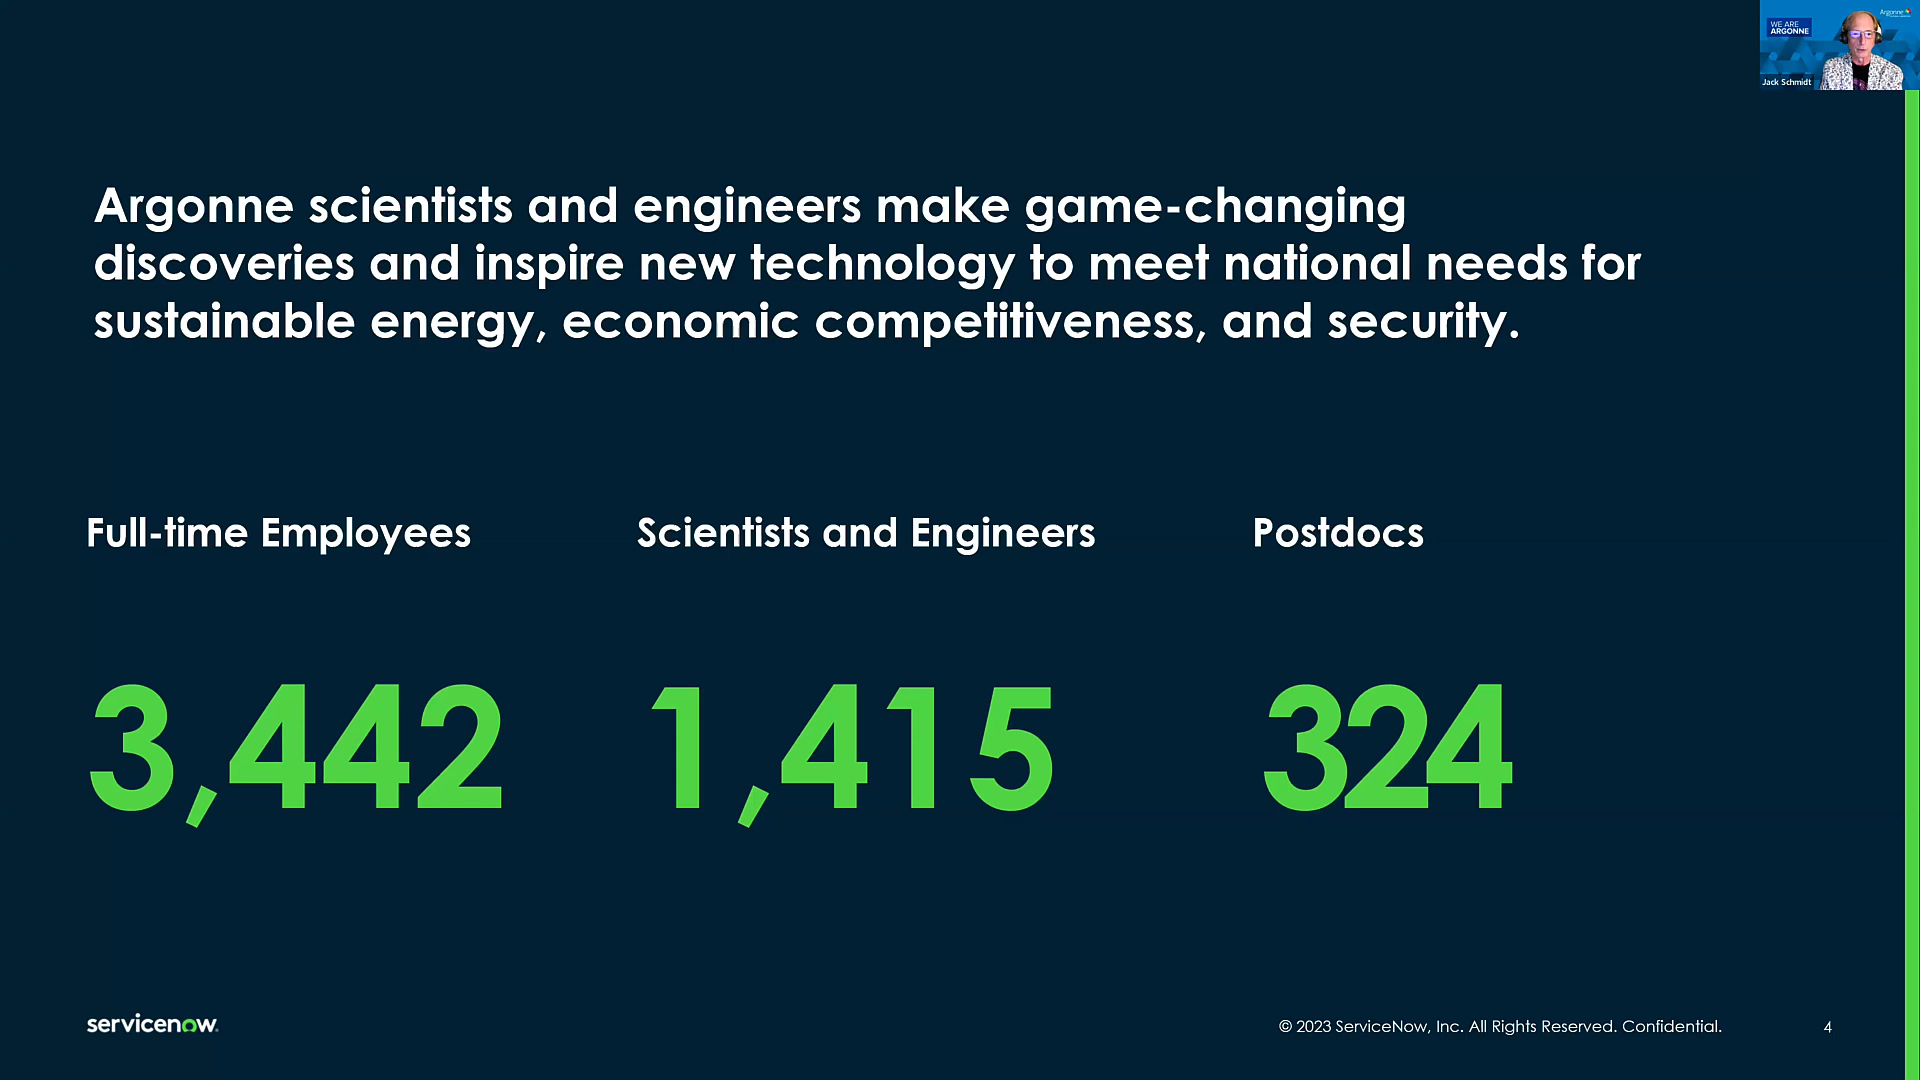 WE ARE
ARGONNE
Argonne
Jack Schmidt
Argonne scientists and engineers make game-changing
discoveries and inspire new technology to meet national needs for
sustainable energy, economic competitiveness, and security.
Full-time Employees
Scientists and Engineers
Postdocs
3,442
1,415
324
servicenow
© 2023 ServiceNow, Inc. All Rights Reserved. Confidential.
4